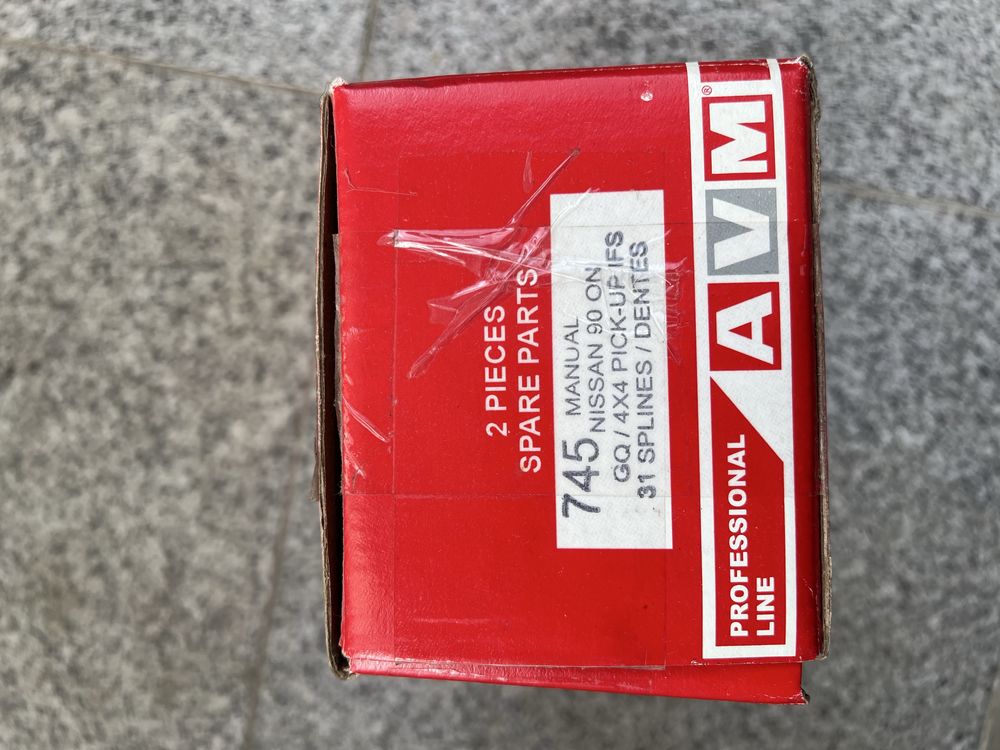 2 PIECES
SPARE PARTS
745 MANUAL
NISSAN 90 ON
GQ / 4X4 PICK-UP IFS
31 SPLINES / DENTES
PROFESSIONAL
LINE
AVM®